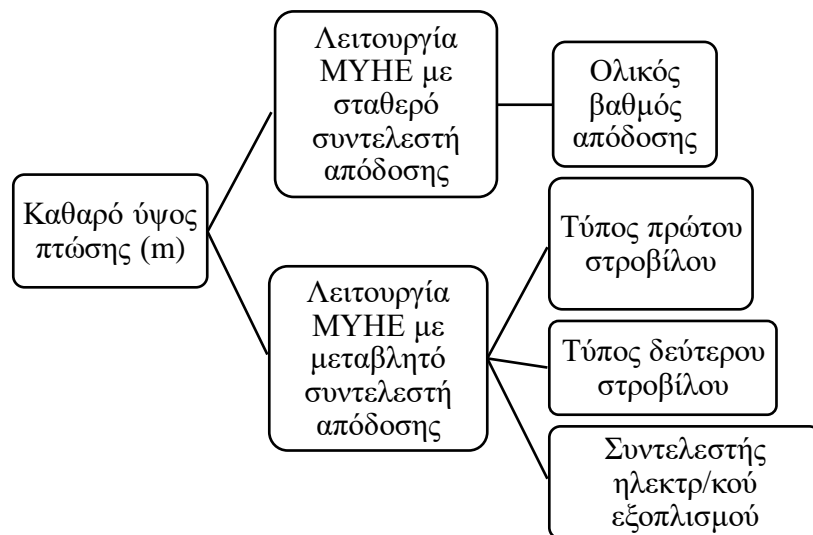 Καθαρό ύψος
πτώσης (m)
Λειτουργία
ΜΥΗΕ με
σταθερό
συντελεστή
απόδοσης
Ολικός
βαθμός
απόδοσης
Λειτουργία
ΜΥΗΕ με
μεταβλητό
συντελεστή
απόδοσης
Τύπος πρώτου
στροβίλου
Τύπος δεύτερου
στροβίλου
Συντελεστής
ηλεκτρ/κού
εξοπλισμού